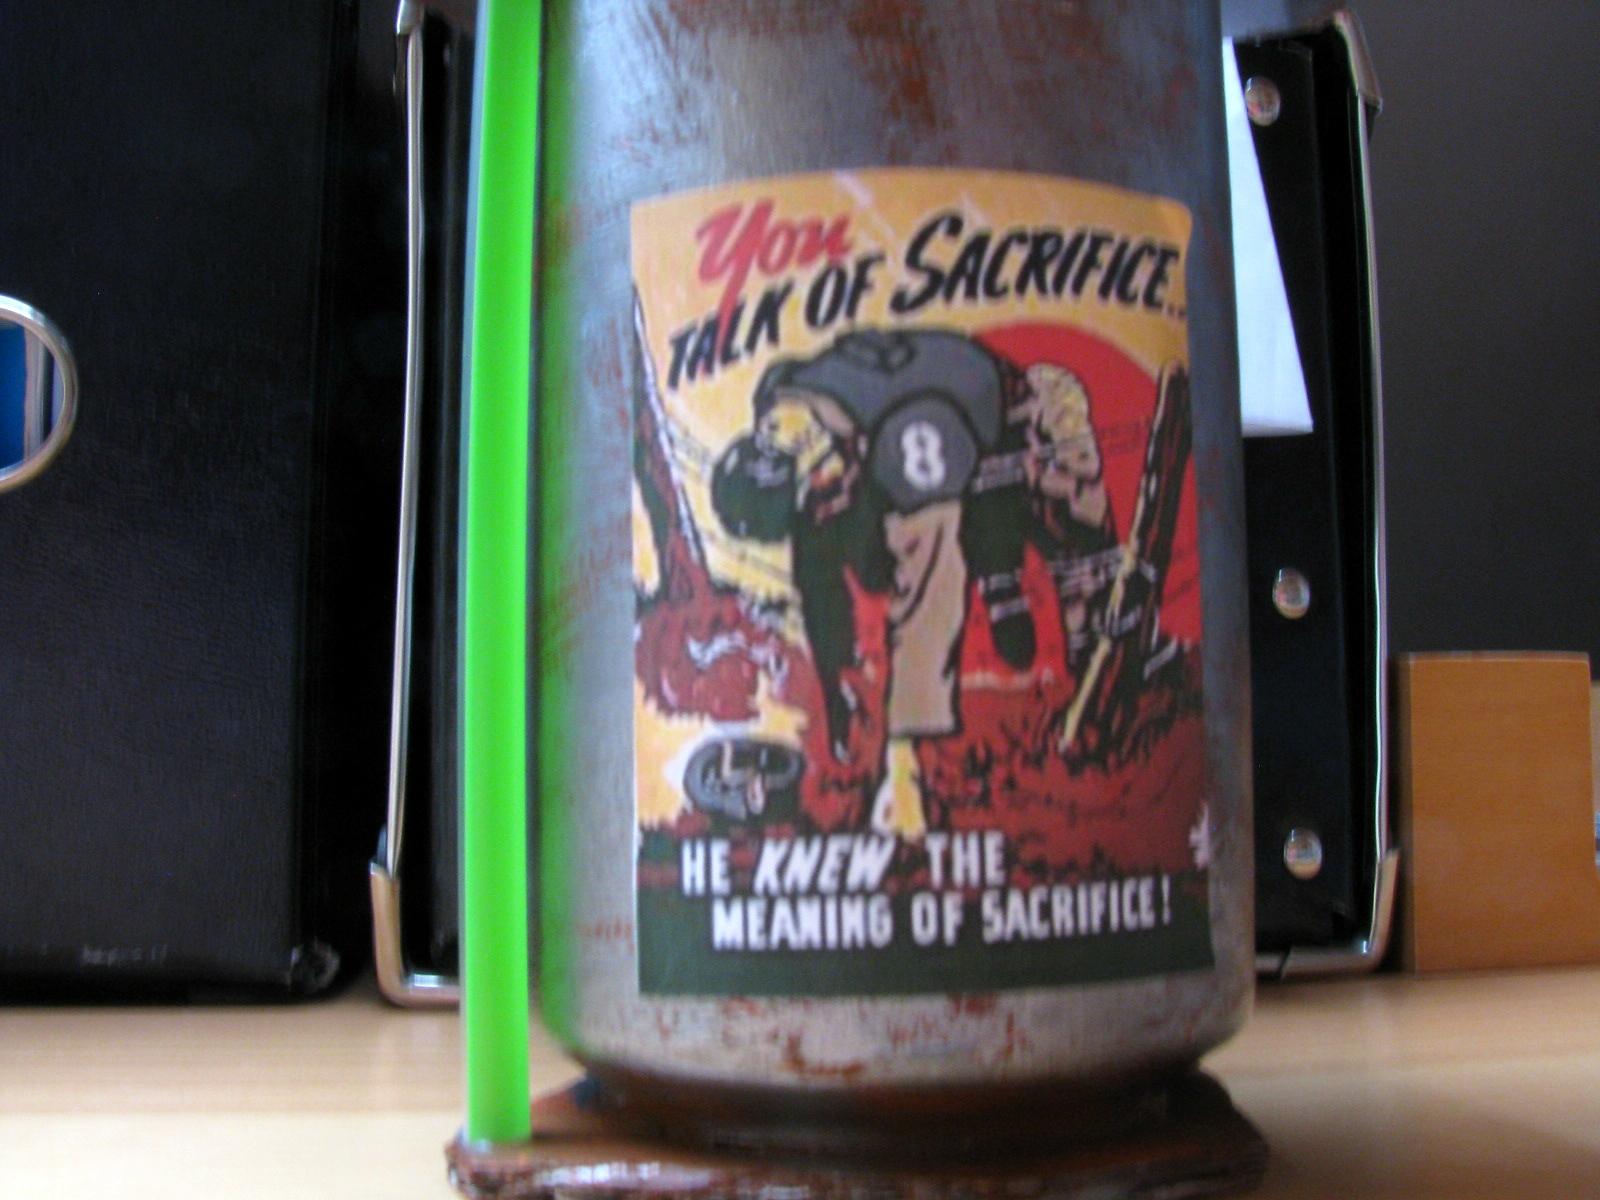 You
TALK OF SACRIFICE...
8
HE KNEW THE
MEANING OF SACRIFICE!